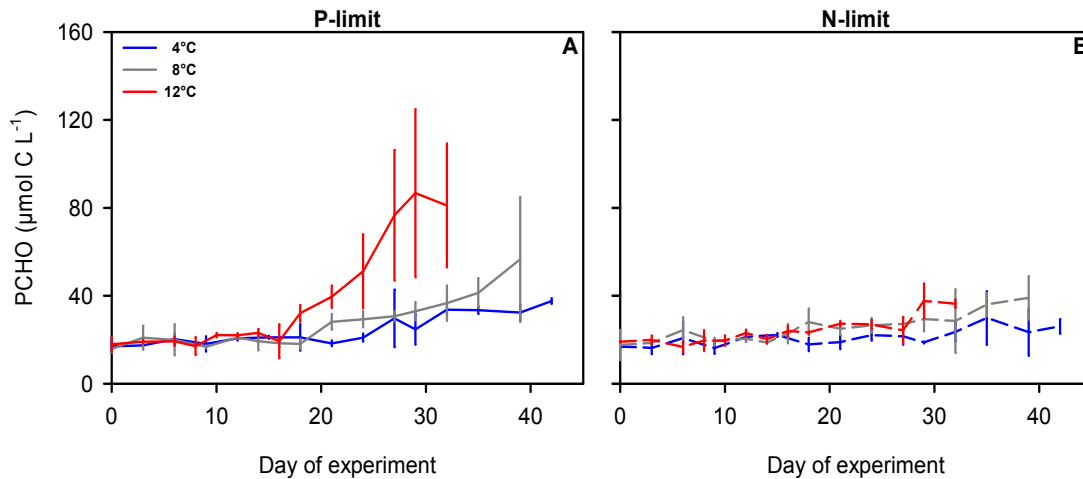 P-limit
N-limit
160
A
4°C
8°C
12°C
120
80
40
0
PCHO (µmol C L⁻¹)
0 10 20 30 40
0 10 20 30 40
Day of experiment
Day of experiment